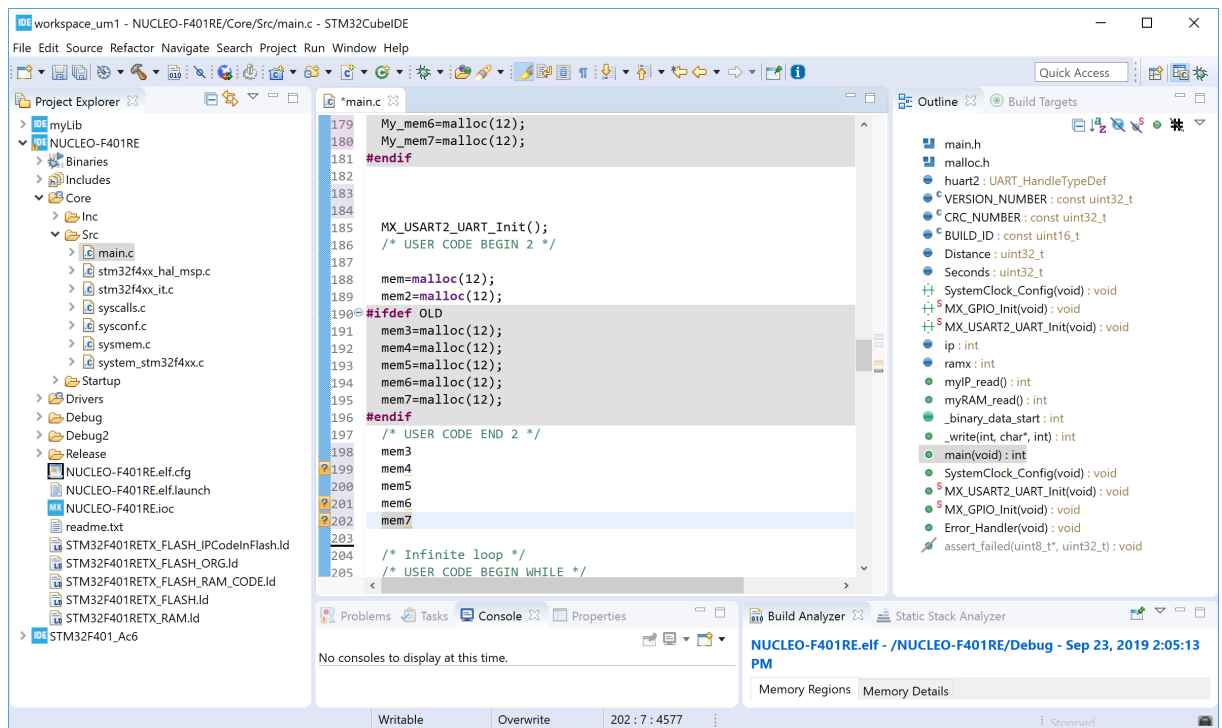 IDE workspace_um1 - NUCLEO-F401RE/Core/Src/main.c - STM32CubeIDE
File Edit Source Refactor Navigate Search Project Run Window Help
Quick Access
Project Explorer
IDE myLib
IDE NUCLEO-F401RE
Binaries
Includes
Core
Inc
Src
main.c
stm32f4xx_hal_msp.c
stm32f4xx_it.c
syscalls.c
sysconf.c
sysmem.c
system_stm32f4xx.c
Startup
Drivers
Debug
Debug2
Release
NUCLEO-F401RE.elf.cfg
NUCLEO-F401RE.elf.launch
MX NUCLEO-F401RE.ioc
readme.txt
STM32F401RETX_FLASH_IPCodeInFlash.ld
STM32F401RETX_FLASH_ORG.ld
STM32F401RETX_FLASH_RAM_CODE.ld
STM32F401RETX_FLASH.ld
STM32F401RETX_RAM.ld
IDE STM32F401_Ac6
*main.c
179 My_mem6=malloc(12);
180 My_mem7=malloc(12);
181 #endif
182
183
184
185 MX_USART2_UART_Init();
186 /* USER CODE BEGIN 2 */
187
188 mem=malloc(12);
189 mem2=malloc(12);
190 #ifdef OLD
191 mem3=malloc(12);
192 mem4=malloc(12);
193 mem5=malloc(12);
194 mem6=malloc(12);
195 mem7=malloc(12);
196 #endif
197 /* USER CODE END 2 */
198 mem3
199 mem4
200 mem5
201 mem6
202 mem7
203
204 /* Infinite loop */
205 /* USER CODE BEGIN WHILE */
Outline
Build Targets
main.h
malloc.h
huart2 : UART_HandleTypeDef
VERSION_NUMBER : const uint32_t
CRC_NUMBER : const uint32_t
BUILD_ID : const uint16_t
Distance : uint32_t
Seconds : uint32_t
SystemClock_Config(void) : void
MX_GPIO_Init(void) : void
MX_USART2_UART_Init(void) : void
ip : int
ramx : int
myIP_read() : int
myRAM_read() : int
_binary_data_start : int
_write(int, char*, int) : int
main(void) : int
SystemClock_Config(void) : void
MX_USART2_UART_Init(void) : void
MX_GPIO_Init(void) : void
Error_Handler(void) : void
assert_failed(uint8_t*, uint32_t) : void
Problems Tasks Console Properties
No consoles to display at this time.
Build Analyzer Static Stack Analyzer
NUCLEO-F401RE.elf - /NUCLEO-F401RE/Debug - Sep 23, 2019 2:05:13
PM
Memory Regions Memory Details
Writable Overwrite 202 : 7 : 4577 Stopped